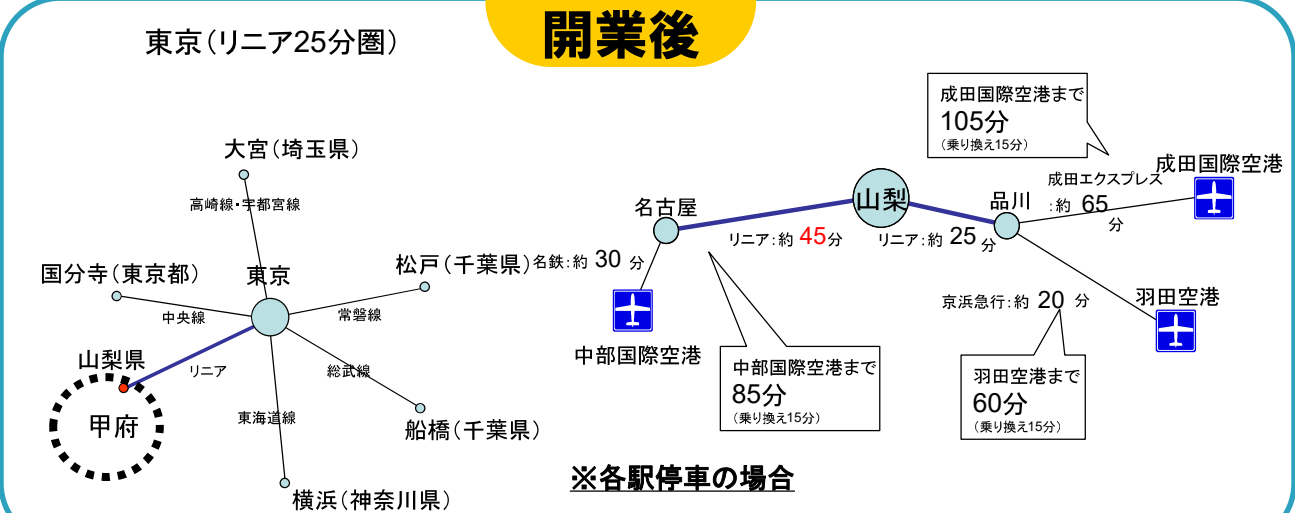 開業後
東京（リニア25分圏）
大宮（埼玉県）
高崎線・宇都宮線
国分寺（東京都）
東京
松戸（千葉県）
中央線
常磐線
山梨県
リニア
総武線
甲府
東海道線
船橋（千葉県）
横浜（神奈川県）
成田国際空港まで
105分
（乗り換え15分）
成田国際空港
成田エクスプレス
：約 65
分
山梨
品川
名古屋
リニア：約 45分
リニア：約 25分
名鉄：約 30 分
中部国際空港
京浜急行：約 20 分
羽田空港
中部国際空港まで
85分
（乗り換え15分）
羽田空港まで
60分
（乗り換え15分）
※各駅停車の場合